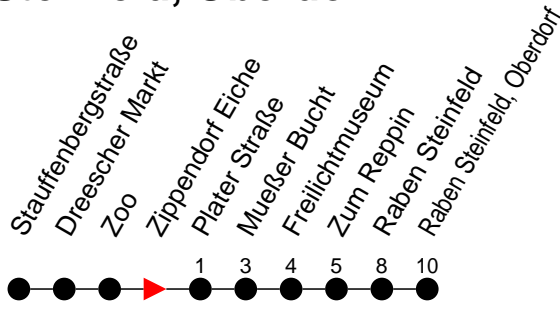 Stauffenbergstraße
Dreescher Markt
Zoo
Zippendorf Eiche
Plater Straße
Mueßer Bucht
Freilichtmuseum
Zum Reppin
Raben Steinfeld
Raben Steinfeld, Oberdorf
1 3 4 5 8 10